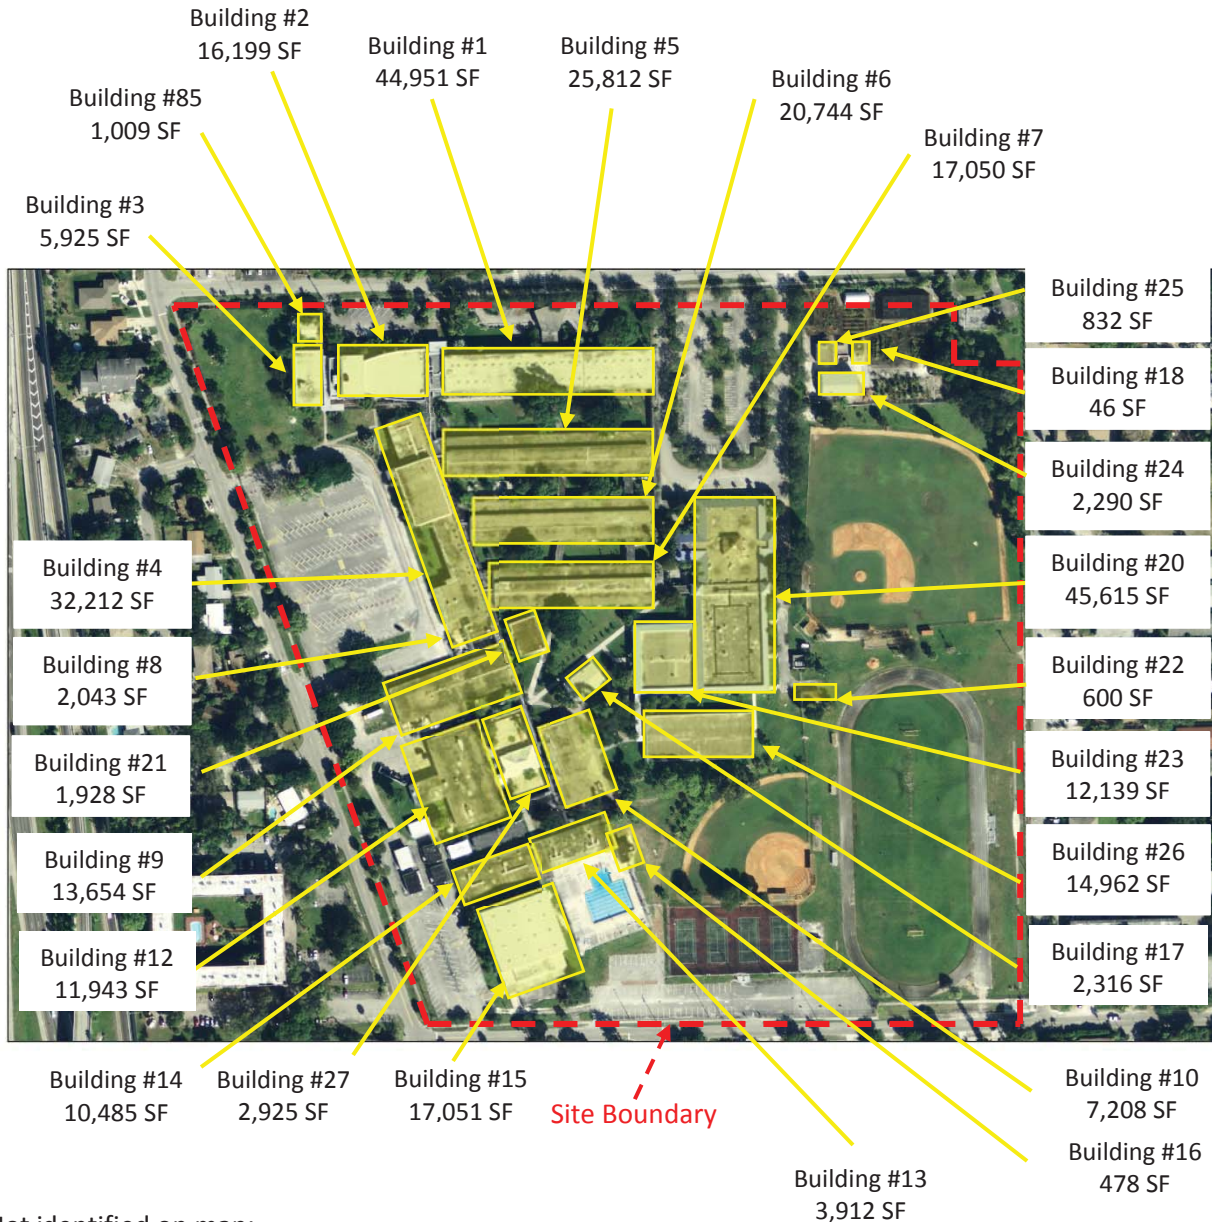 Building #2
16,199 SF
Building #1
44,951 SF
Building #5
25,812 SF
Building #6
20,744 SF
Building #85
1,009 SF
Building #7
17,050 SF
Building #3
5,925 SF
Building #25
832 SF
Building #18
46 SF
Building #24
2,290 SF
Building #4
32,212 SF
Building #20
45,615 SF
Building #8
2,043 SF
Building #22
600 SF
Building #21
1,928 SF
Building #23
12,139 SF
Building #9
13,654 SF
Building #26
14,962 SF
Building #12
11,943 SF
Building #17
2,316 SF
Building #14
10,485 SF
Building #27
2,925 SF
Building #15
17,051 SF
Site Boundary
Building #10
7,208 SF
Building #16
478 SF
Building #13
3,912 SF
identified on map: